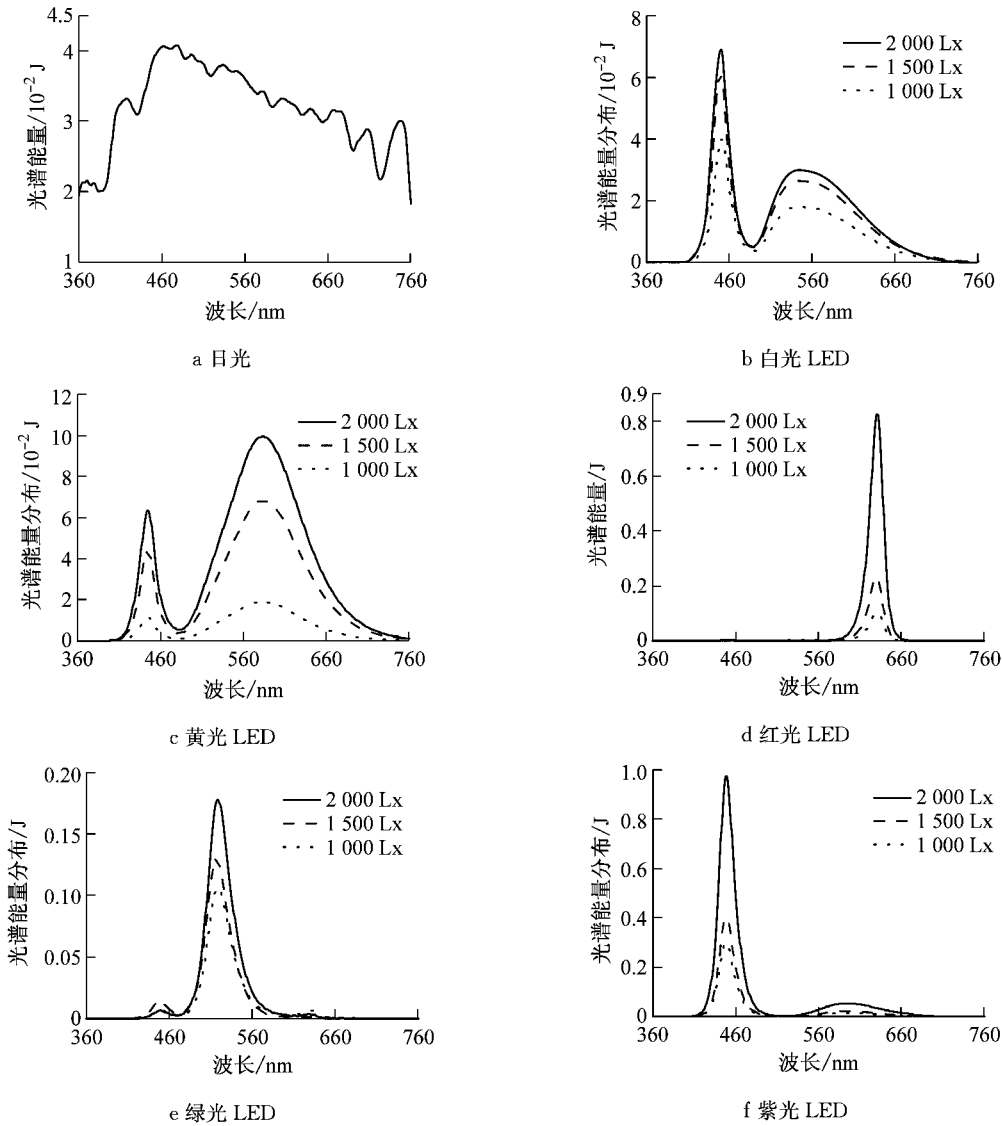 4.5
4
3
2
1
光谱能量/10⁻² J
360 460 560 660 760
波长/nm
a 日光
8
6
4
2
0
光谱能量分布/10⁻² J
2 000 Lx
1 500 Lx
1 000 Lx
360 460 560 660 760
波长/nm
b 白光 LED
12
10
8
6
4
2
0
光谱能量分布/10⁻² J
2 000 Lx
1 500 Lx
1 000 Lx
360 460 560 660 760
波长/nm
c 黄光 LED
0.9
0.8
0.6
0.4
0.2
0
光谱能量/J
2 000 Lx
1 500 Lx
1 000 Lx
360 460 560 660 760
波长/nm
d 红光 LED
0.20
0.15
0.10
0.05
0
光谱能量分布/J
2 000 Lx
1 500 Lx
1 000 Lx
360 460 560 660 760
波长/nm
e 绿光 LED
1.0
0.8
0.6
0.4
0.2
0
光谱能量分布/J
2 000 Lx
1 500 Lx
1 000 Lx
360 460 560 660 760
波长/nm
f 紫光 LED